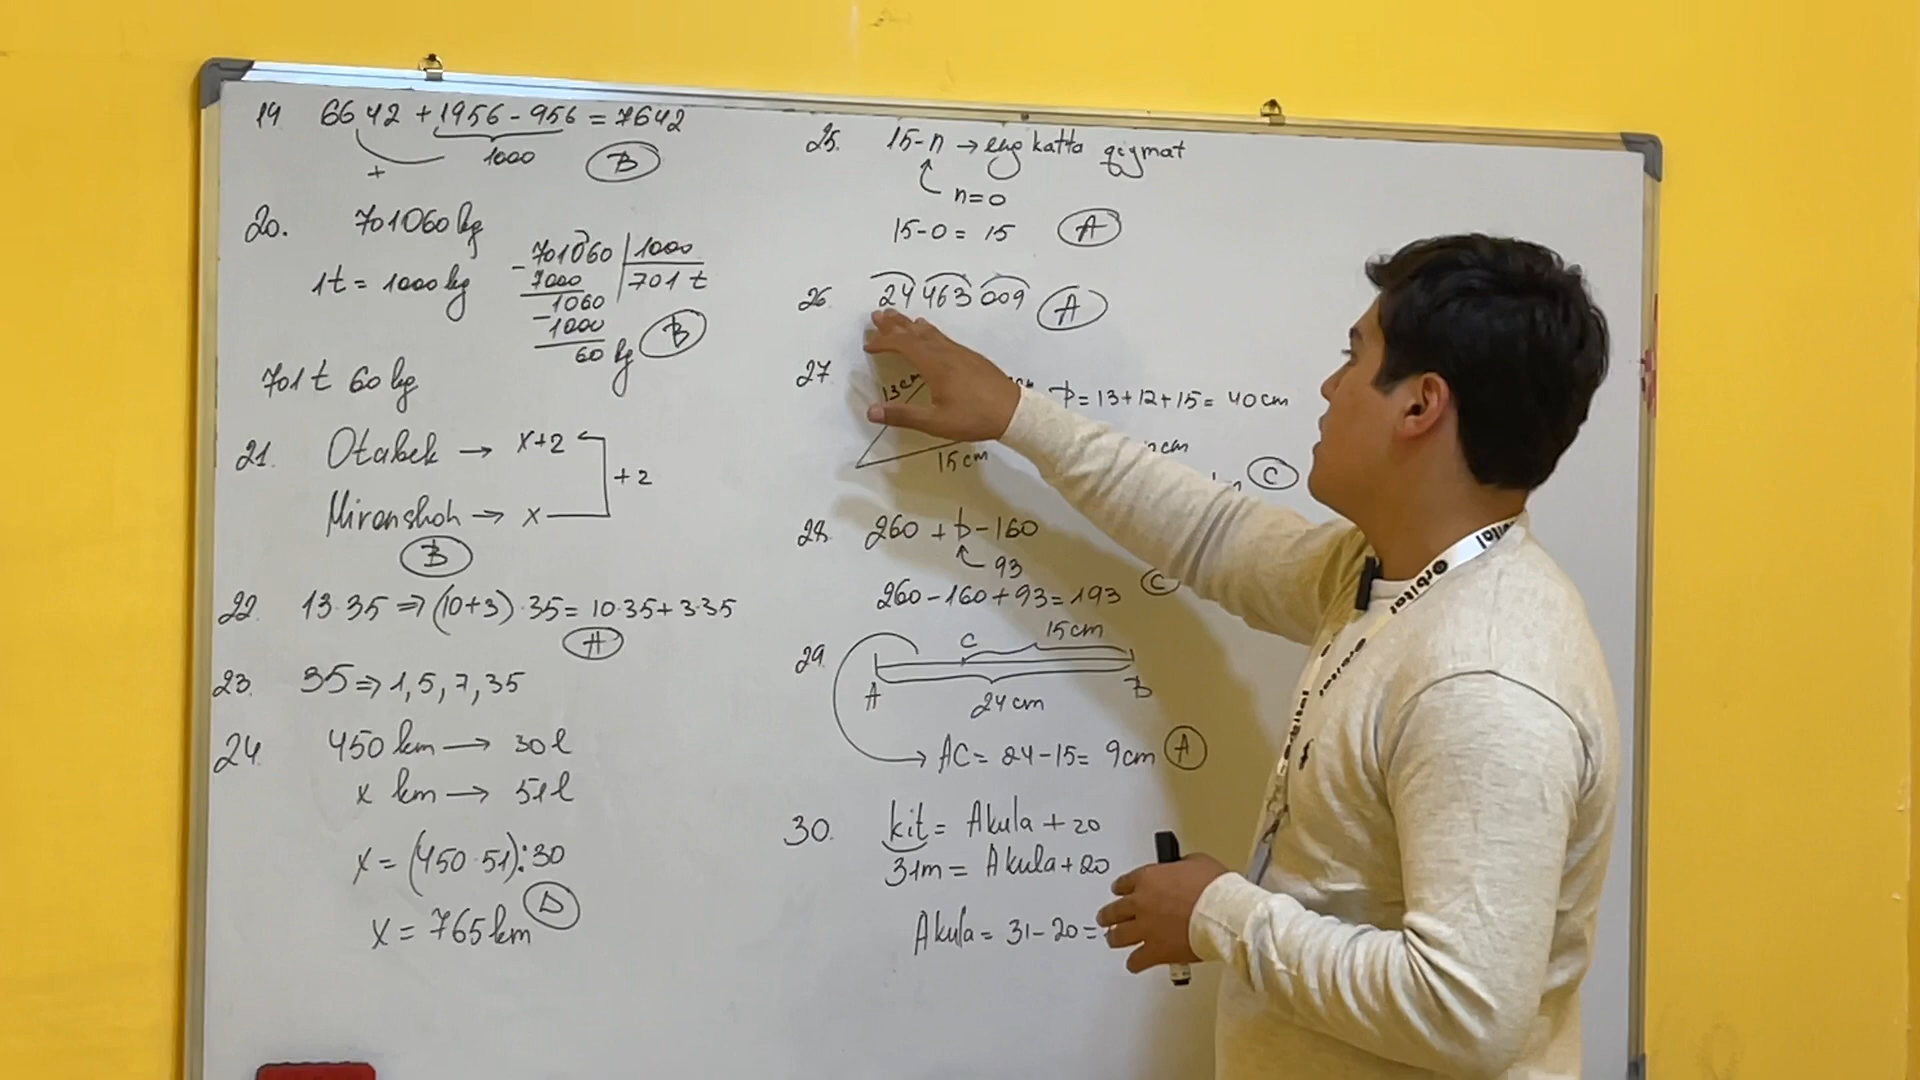 19 6642 + 1956 - 956 = 7642
1000
+
B
20. 701060 kg
1t = 1000 kg
701060 | 1000
- 7000 | 701 t
1060
- 1000
60 kg B
701 t 60 kg
21. Otabek → x+2
+2
Mironshoh → x
B
22. 13·35 ⇒ (10+3)·35 = 10·35 + 3·35
A
23. 35 ⇒ 1, 5, 7, 35
24 450 km → 30 l
x km → 51 l
x = (450·51):30
x = 765 km D
25. 15-n → eng katta qiymat
n=0
15-0 = 15 A
26 24 463 009 A
27 13 cm
15 cm
P = 13+12+15 = 40 cm
cm
C
28. 260 + b - 160
93
260 - 160 + 93 = 193 C
29 C 15 cm
A B
24 cm
AC = 24 - 15 = 9 cm A
30. kit = Akula + 20
31 m = Akula + 20
Akula = 31 - 20 =
Orbital